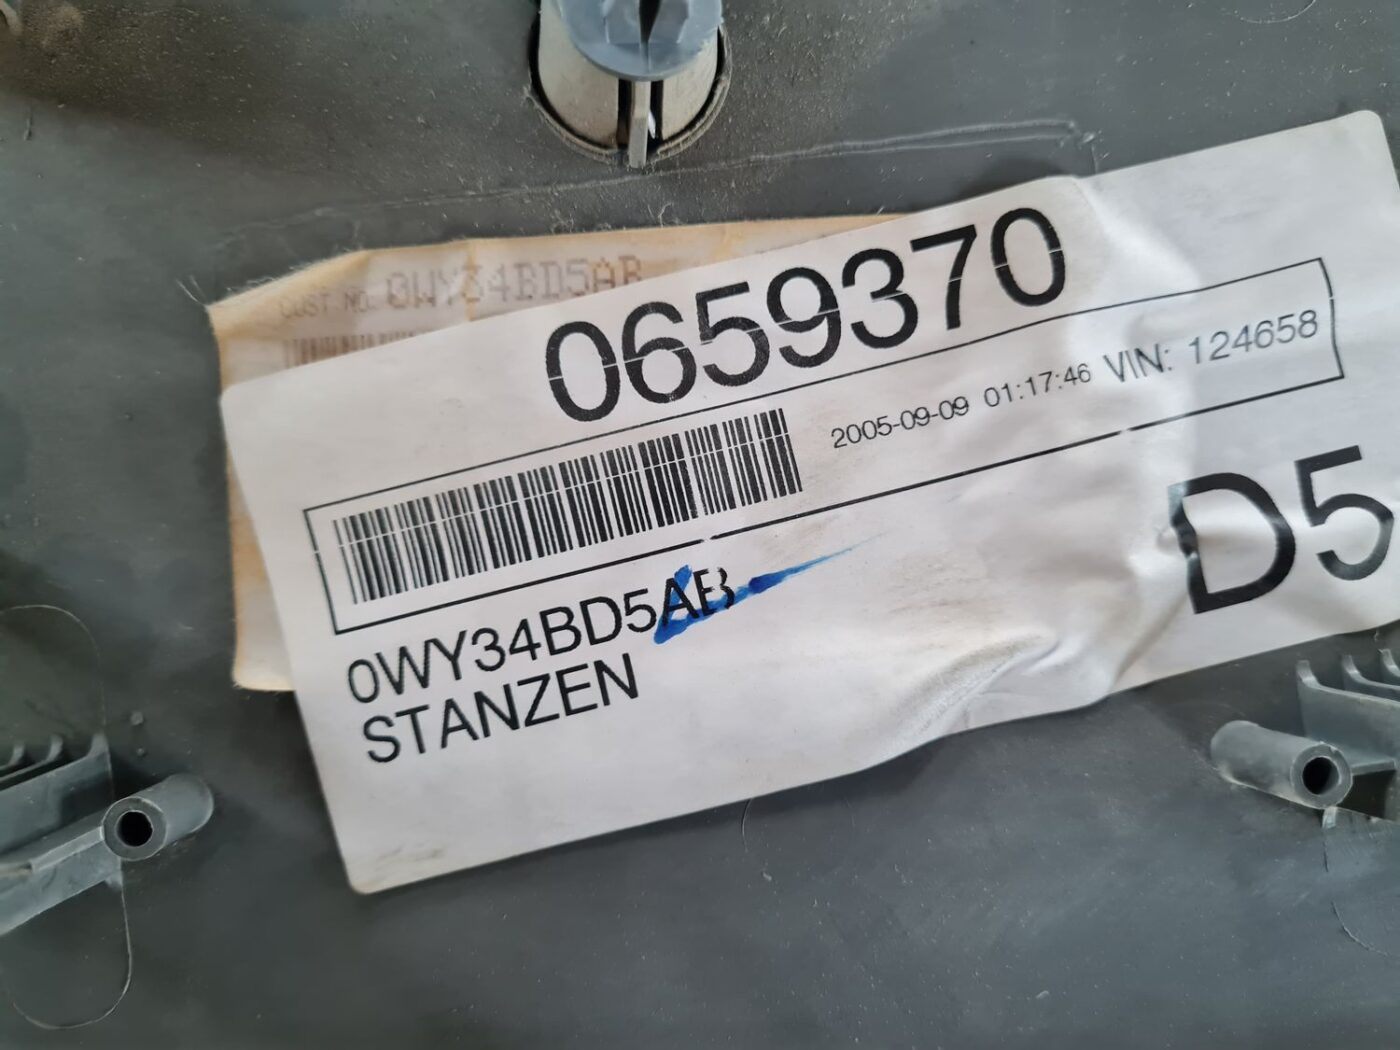 CUST NO. 0WY34BD5AB
0659370
2005-09-09 01:17:46 VIN: 124658
0WY34BD5AB
STANZEN
D5